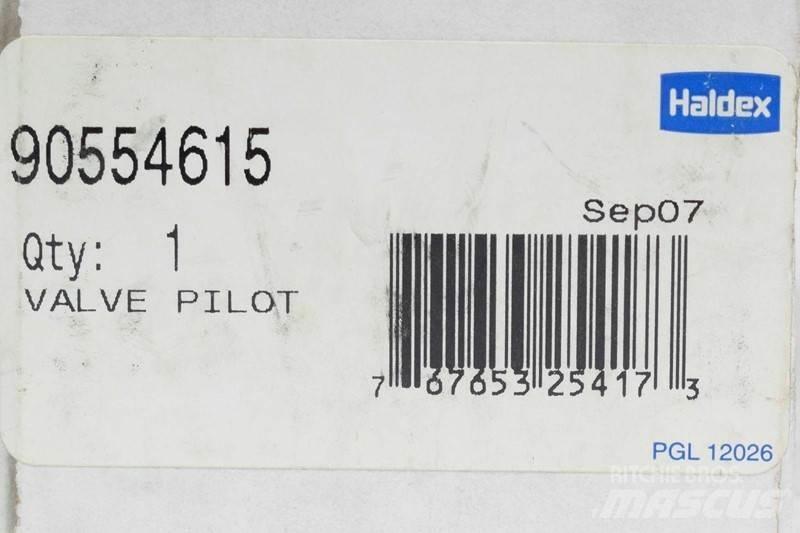 Haldex
90554615
Sep07
Qty: 1
VALVE PILOT
7 67653 25417 3
PGL 12026
RITCHIE BROS.
MASCUS